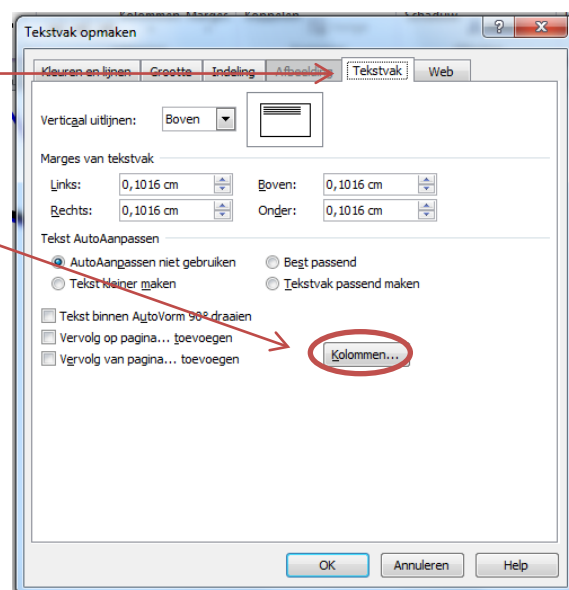 Tekstvak opmaken
Kleuren en lijnen Grootte Indeling Afbeelding Tekstvak Web
Verticaal uitlijnen: Boven
Marges van tekstvak
Links: 0,1016 cm Boven: 0,1016 cm
Rechts: 0,1016 cm Onder: 0,1016 cm
Tekst AutoAanpassen
AutoAanpassen niet gebruiken Best passend
Tekst kleiner maken Tekstvak passend maken
Tekst binnen AutoVorm 90° draaien
Vervolg op pagina... toevoegen
Vervolg van pagina... toevoegen Kolommen...
OK Annuleren Help